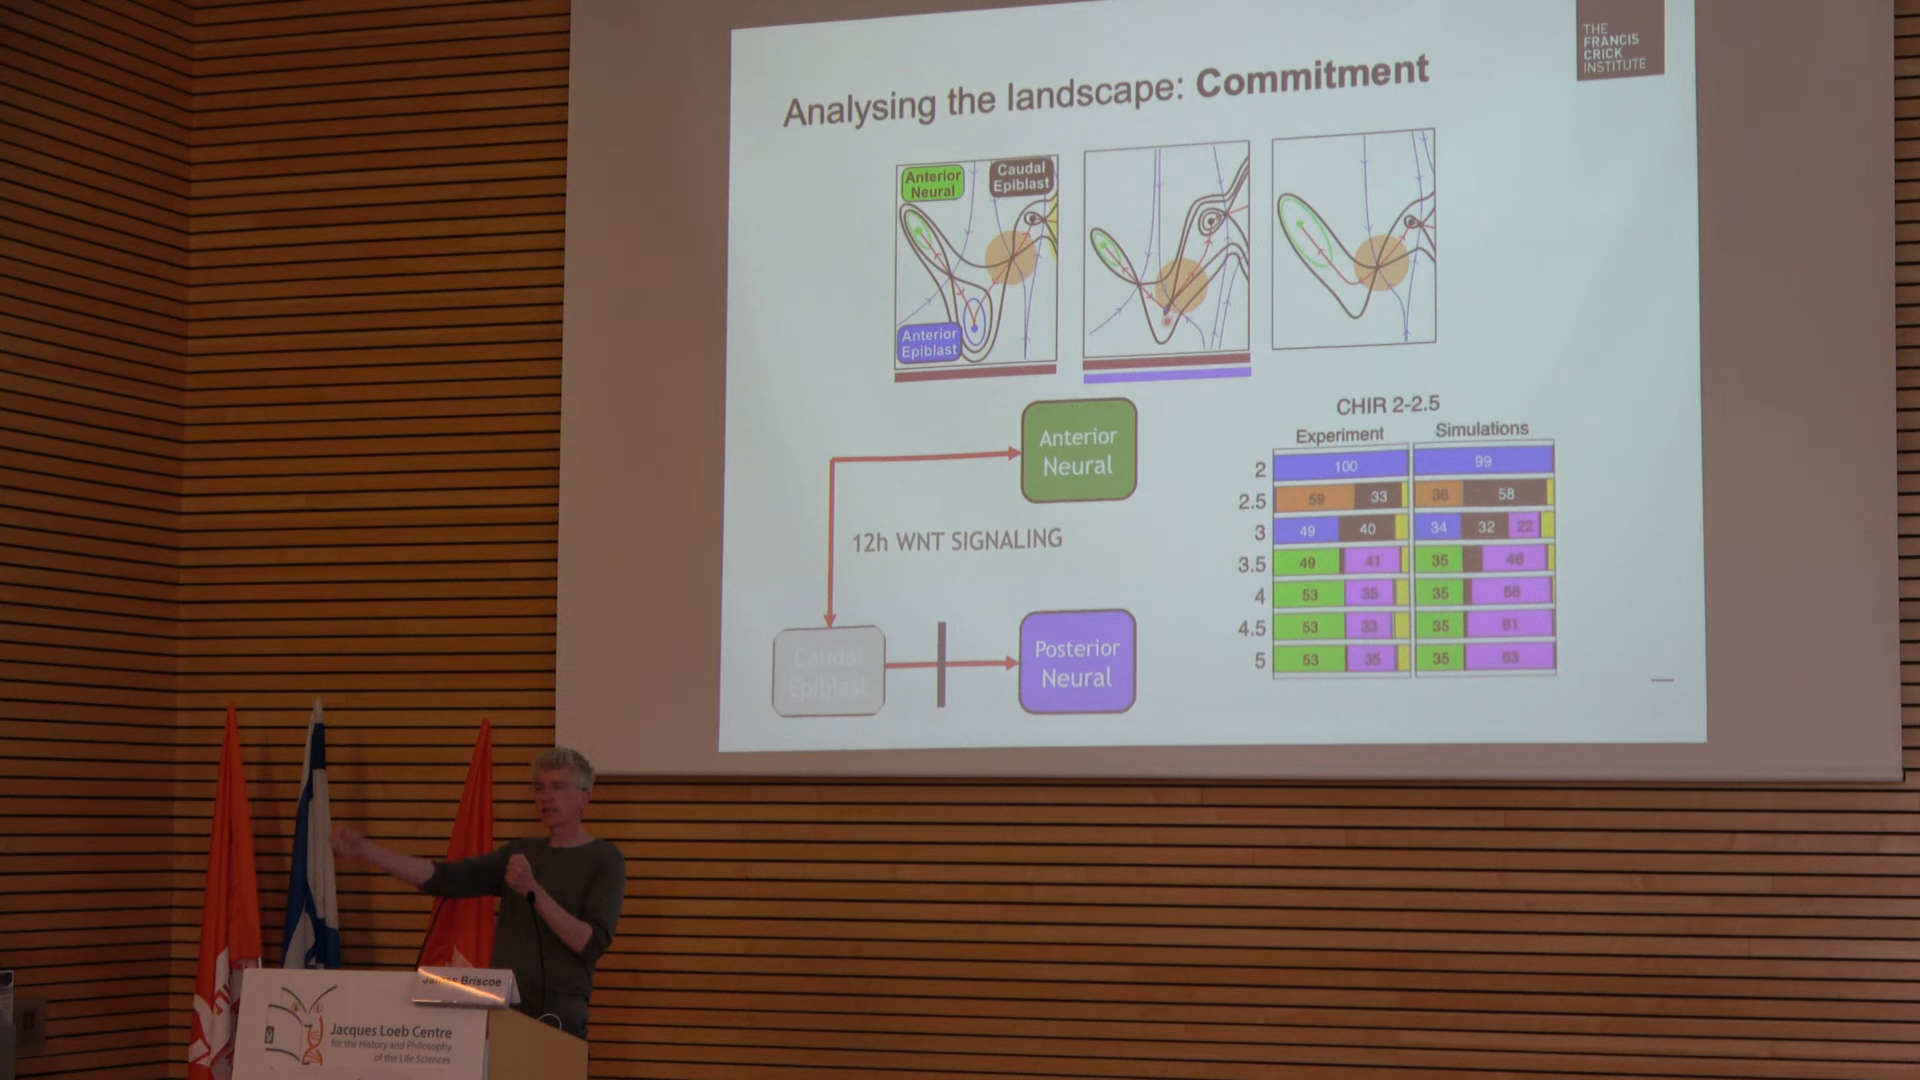 THE
FRANCIS
CRICK
INSTITUTE
Analysing the landscape: Commitment
Anterior
Neural
Caudal
Epiblast
Anterior
Epiblast
Anterior
Neural
12h WNT SIGNALING
Caudal
Epiblast
Posterior
Neural
CHIR 2-2.5
Experiment Simulations
2 100 99
2.5 59 33 36 58
3 49 40 34 32 22
3.5 49 41 35 46
4 53 35 35 56
4.5 53 33 35 61
5 53 35 35 63
James Briscoe
Jacques Loeb Centre
for the History and Philosophy
of the Life Sciences